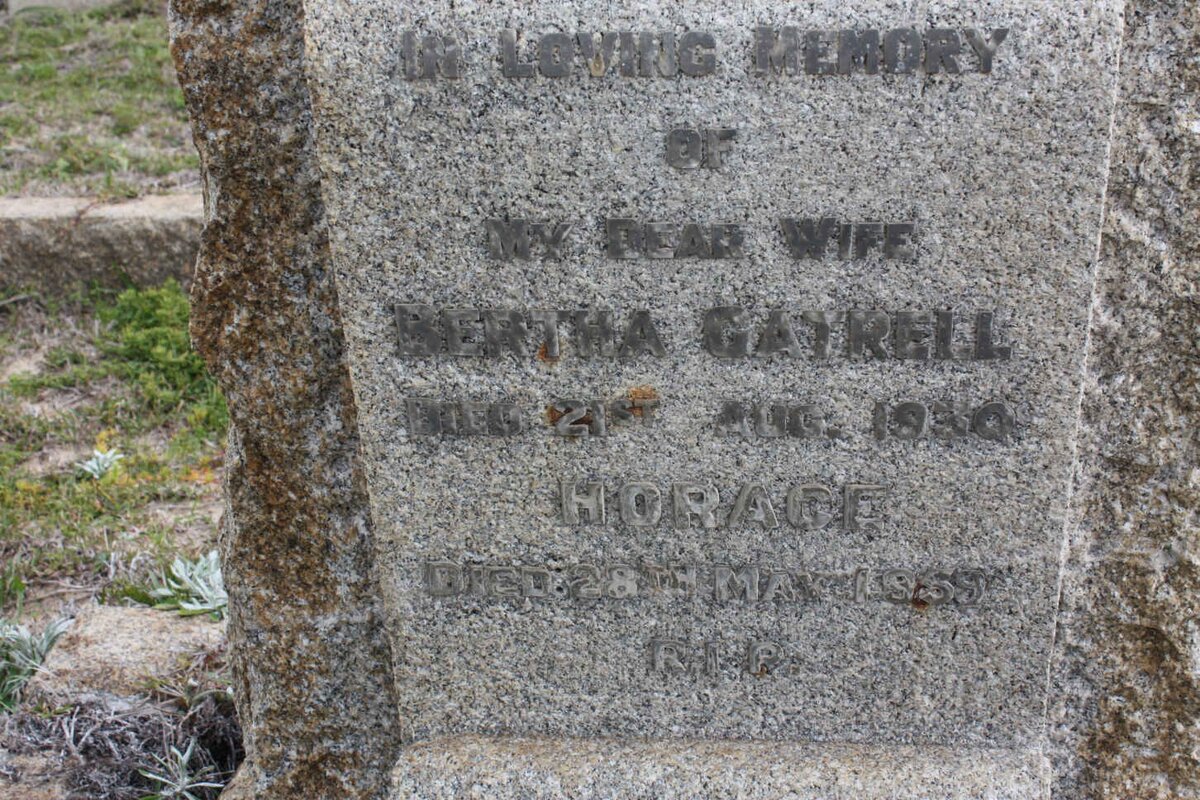 IN LOVING MEMORY
OF
MY DEAR WIFE
BERTHA GATRELL
DIED 21ST AUG. 1930
HORACE
DIED 28TH MAY 1959
R.I.P.